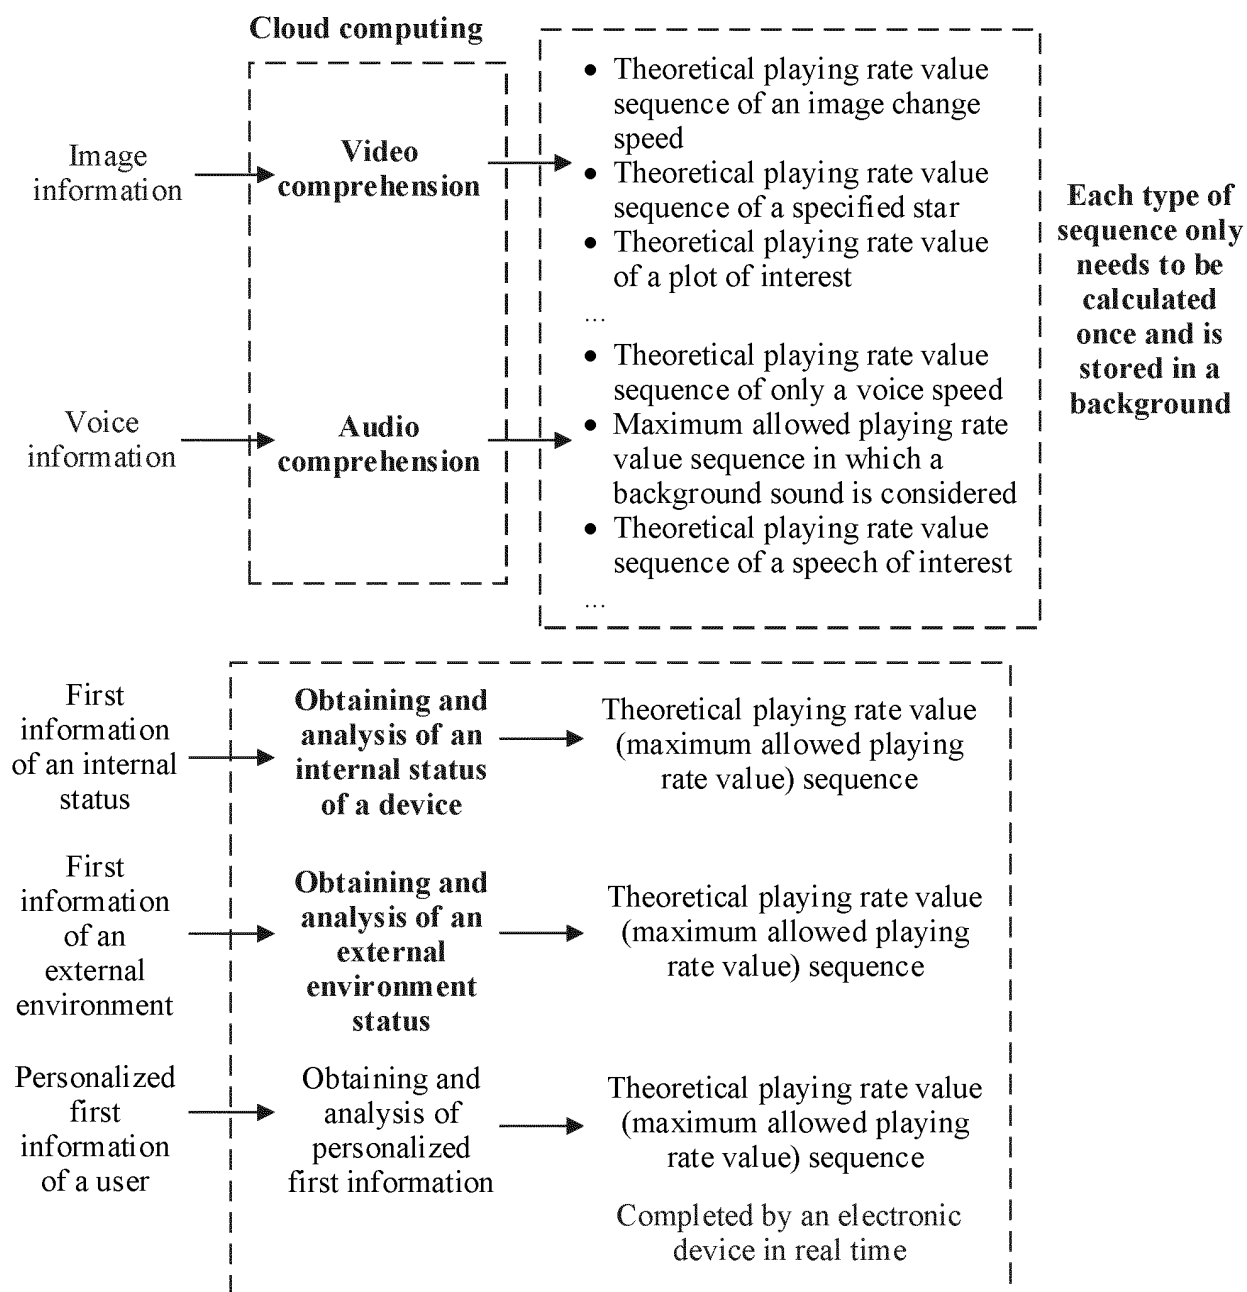 Cloud computing
Image
information
Video
comprehension
• Theoretical playing rate value
sequence of an image change
speed
• Theoretical playing rate value
sequence of a specified star
• Theoretical playing rate value
of a plot of interest
...
Voice
information
Audio
comprehension
• Theoretical playing rate value
sequence of only a voice speed
• Maximum allowed playing rate
value sequence in which a
background sound is considered
• Theoretical playing rate value
sequence of a speech of interest
...
Each type of
sequence only
needs to be
calculated
once and is
stored in a
background
First
information
of an internal
status
Obtaining and
analysis of an
internal status
of a device
Theoretical playing rate value
(maximum allowed playing
rate value) sequence
First
information
of an
external
environment
Obtaining and
analysis of an
external
environment
status
Theoretical playing rate value
(maximum allowed playing
rate value) sequence
Personalized
first
information
of a user
Obtaining and
analysis of
personalized
first information
Theoretical playing rate value
(maximum allowed playing
rate value) sequence
Completed by an electronic
device in real time